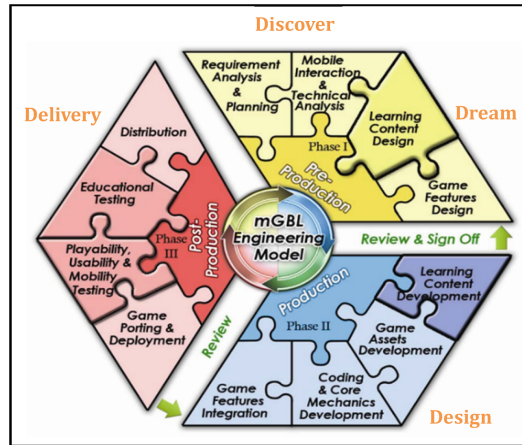 Discover
Delivery
Dream
Requirement
Analysis
&
Planning
Mobile
Interaction
&
Technical
Analysis
Learning
Content
Design
Game
Features
Design
Phase I
Pre-
Production
Distribution
Educational
Testing
Playability,
Usability &
Mobility
Testing
Game
Porting &
Deployment
Phase
III
Post-
Production
mGBL
Engineering
Model
Review & Sign Off
Review
Production
Phase II
Learning
Content
Development
Game
Assets
Development
Coding
& Core
Mechanics
Development
Game
Features
Integration
Design